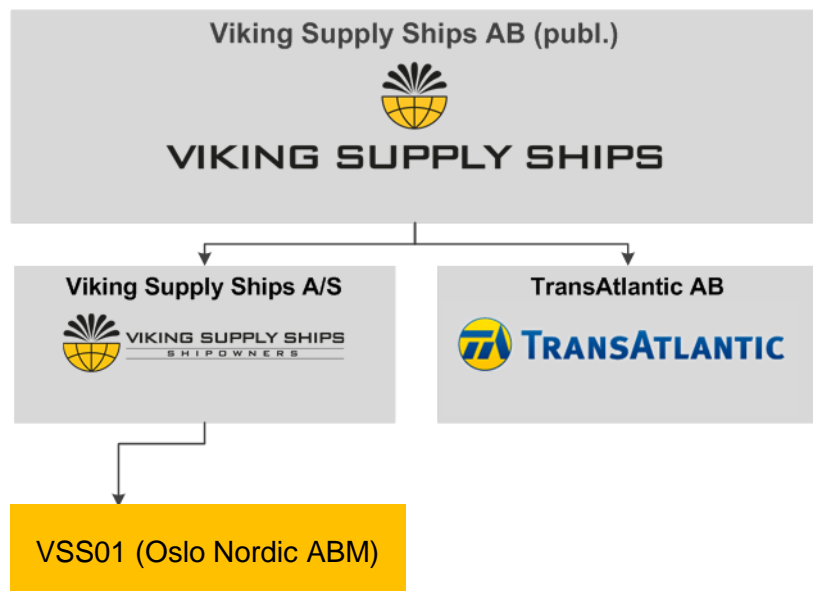 Viking Supply Ships AB (publ.)
VIKING SUPPLY SHIPS
Viking Supply Ships A/S
VIKING SUPPLY SHIPS
SHIPOWNERS
TransAtlantic AB
TA TRANSATLANTIC
VSS01 (Oslo Nordic ABM)